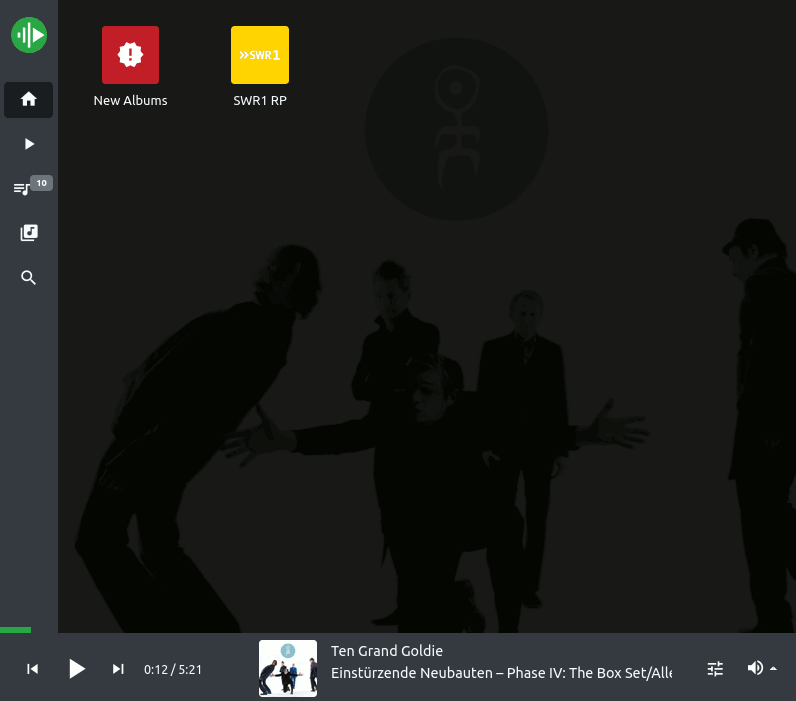 »SWR1
New Albums
SWR1 RP
10
0:12 / 5:21
Ten Grand Goldie
Einstürzende Neubauten – Phase IV: The Box Set/Alle